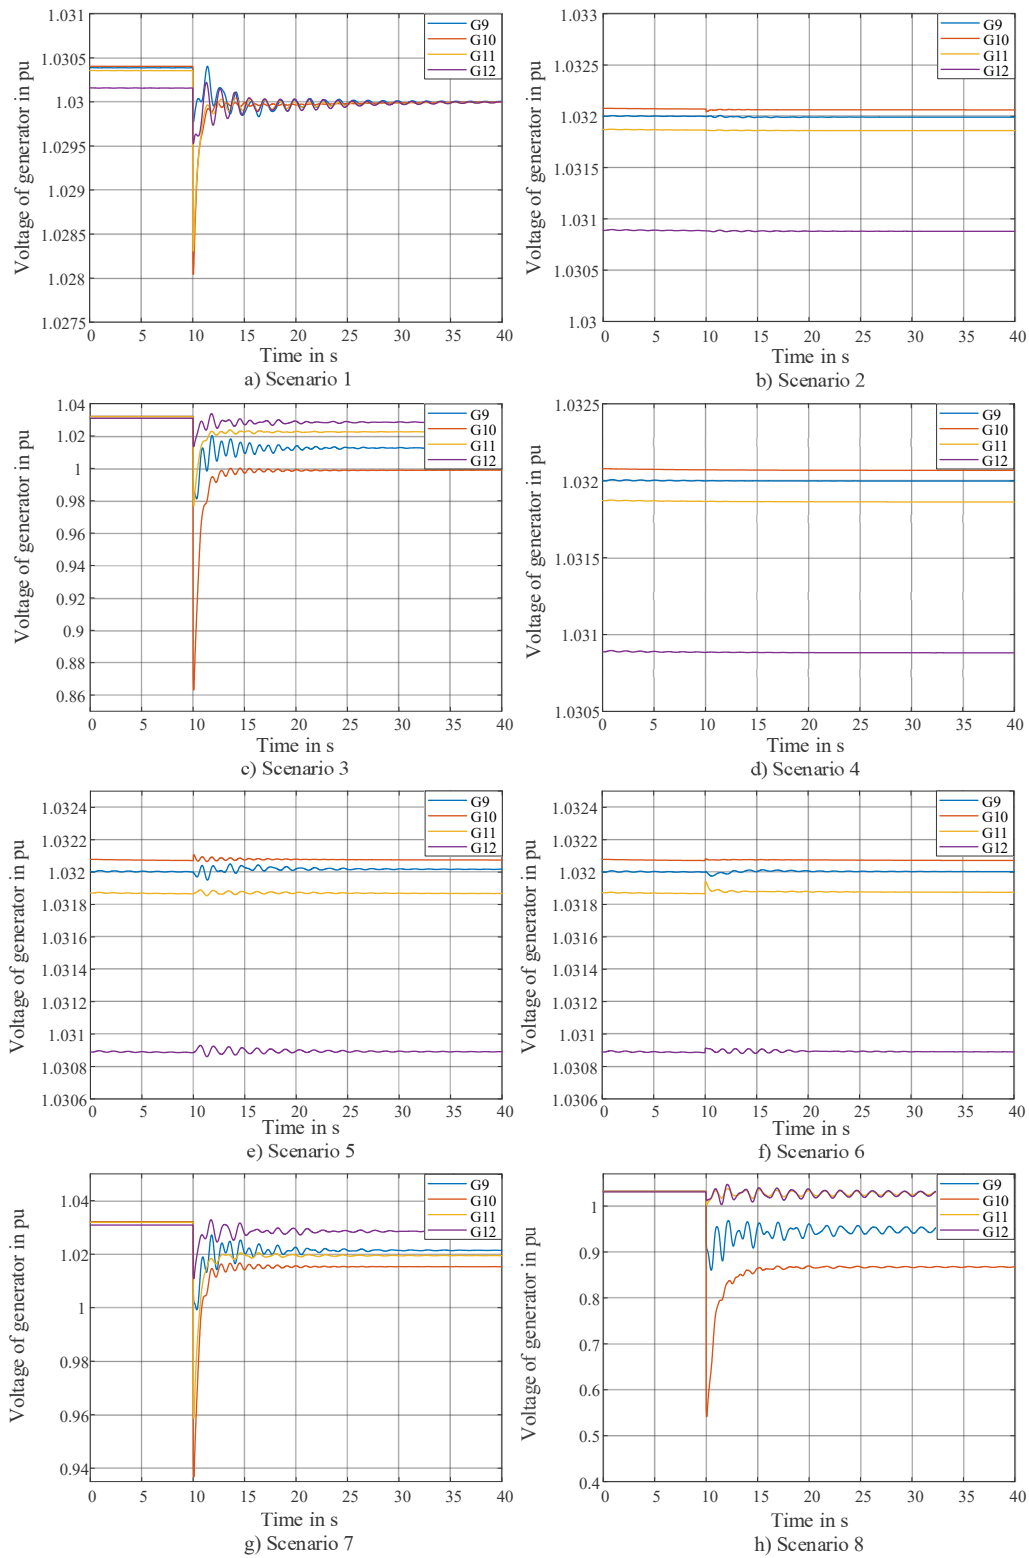 1.031
1.0305
1.03
1.0295
1.029
1.0285
1.028
1.0275
Voltage of generator in pu
G9
G10
G11
G12
0 5 10 15 20 25 30 35 40
Time in s
a) Scenario 1
1.033
1.0325
1.032
1.0315
1.031
1.0305
1.03
Voltage of generator in pu
G9
G10
G11
G12
0 5 10 15 20 25 30 35 40
Time in s
b) Scenario 2
1.04
1.02
1
0.98
0.96
0.94
0.92
0.9
0.88
0.86
Voltage of generator in pu
G9
G10
G11
G12
0 5 10 15 20 25 30 35 40
Time in s
c) Scenario 3
1.0325
1.032
1.0315
1.031
1.0305
Voltage of generator in pu
G9
G10
G11
G12
0 5 10 15 20 25 30 35 40
Time in s
d) Scenario 4
1.0324
1.0322
1.032
1.0318
1.0316
1.0314
1.0312
1.031
1.0308
1.0306
Voltage of generator in pu
G9
G10
G11
G12
0 5 10 15 20 25 30 35 40
Time in s
e) Scenario 5
1.0324
1.0322
1.032
1.0318
1.0316
1.0314
1.0312
1.031
1.0308
1.0306
Voltage of generator in pu
G9
G10
G11
G12
0 5 10 15 20 25 30 35 40
Time in s
f) Scenario 6
1.04
1.02
1
0.98
0.96
0.94
Voltage of generator in pu
G9
G10
G11
G12
0 5 10 15 20 25 30 35 40
Time in s
g) Scenario 7
1
0.9
0.8
0.7
0.6
0.5
0.4
Voltage of generator in pu
G9
G10
G11
G12
0 5 10 15 20 25 30 35 40
Time in s
h) Scenario 8